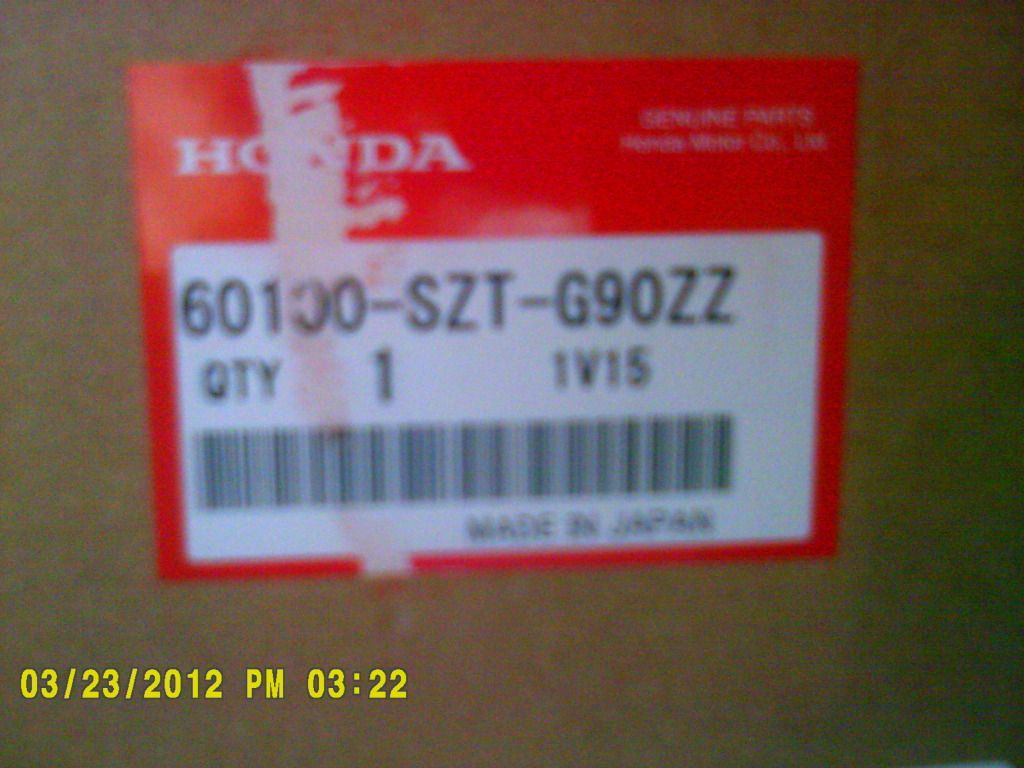 HONDA
GENUINE PARTS
Honda Motor Co., Ltd.
60100-SZT-G90ZZ
QTY 1 1V15
MADE IN JAPAN
03/23/2012 PM 03:22